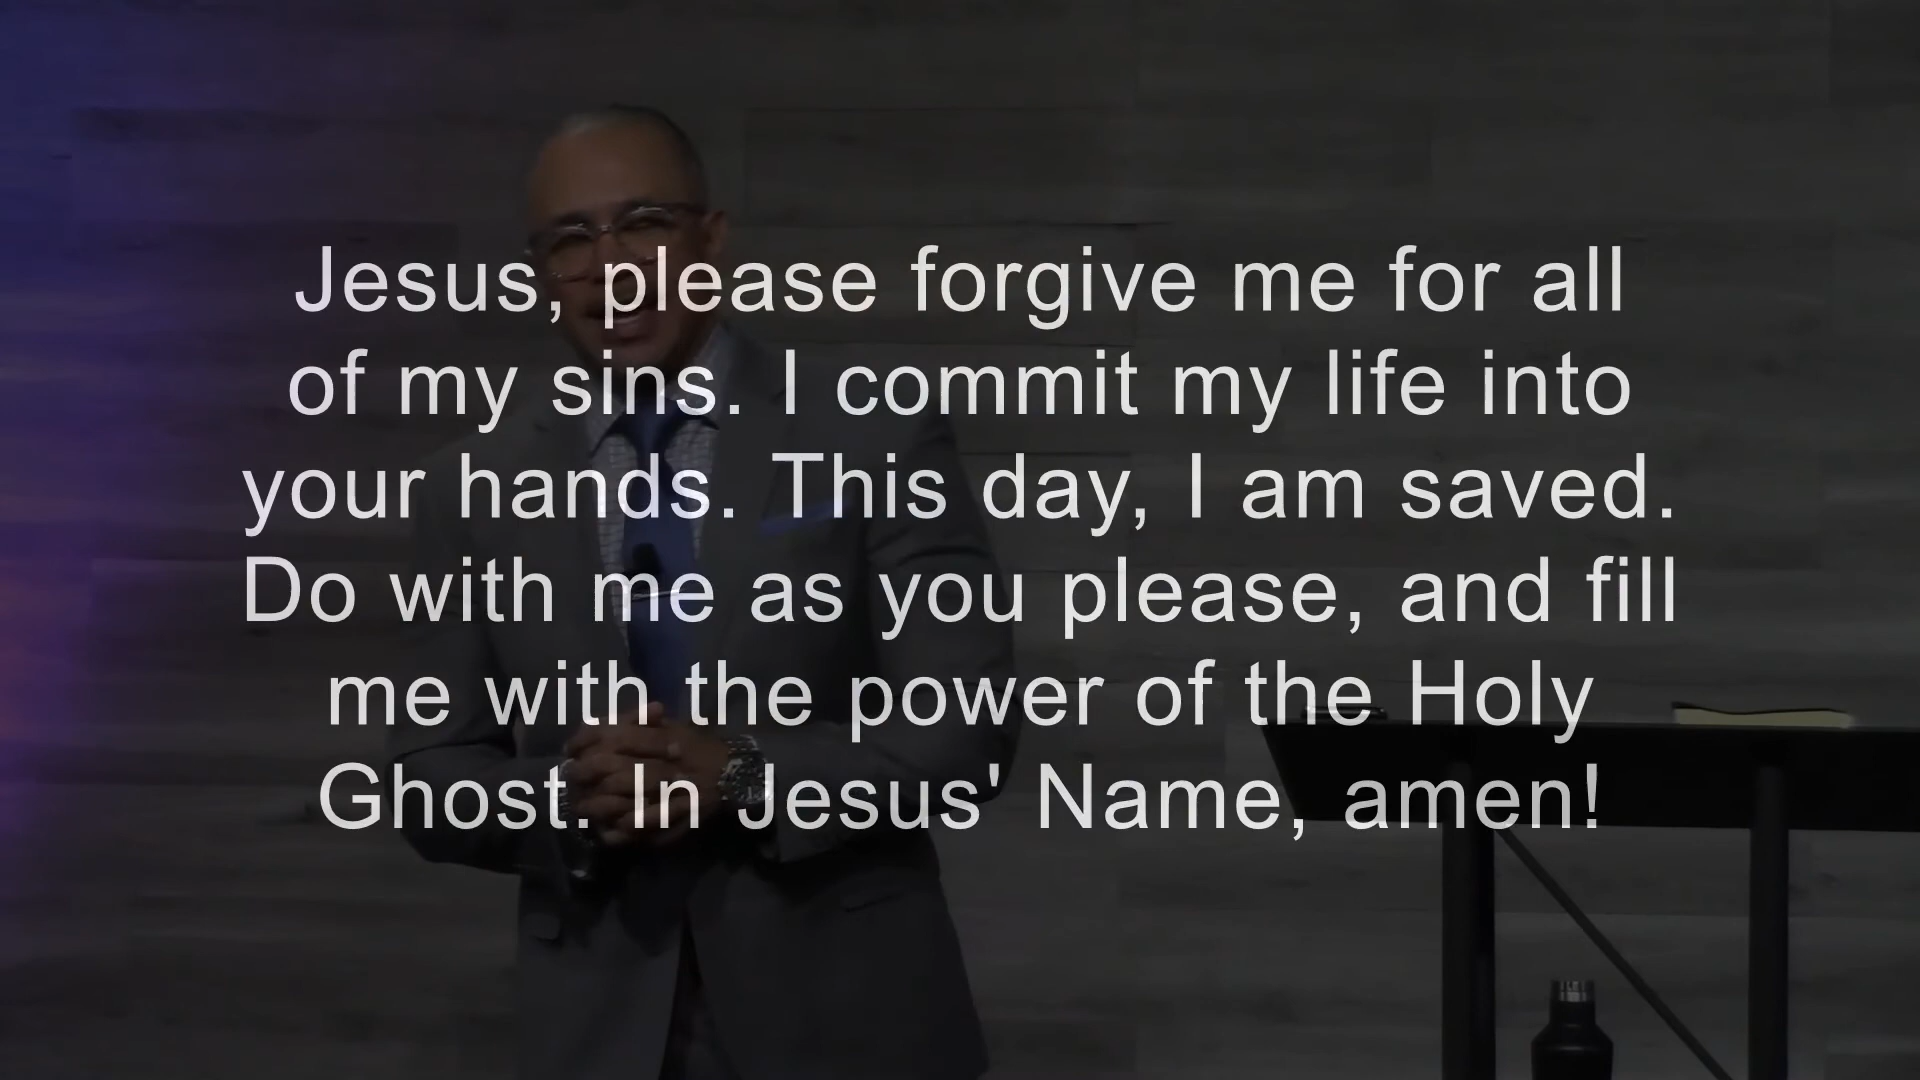 Jesus, please forgive me for all
of my sins. I commit my life into
your hands. This day, I am saved.
Do with me as you please, and fill
me with the power of the Holy
Ghost. In Jesus' Name, amen!